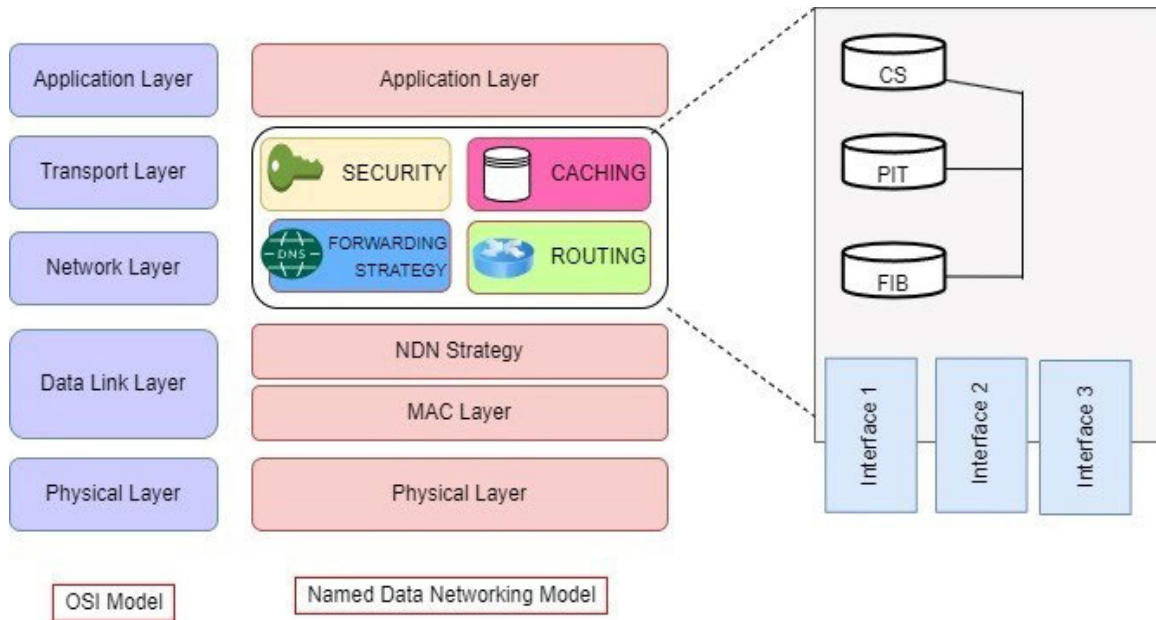 Application Layer
Transport Layer
Network Layer
Data Link Layer
Physical Layer
OSI Model
Application Layer
SECURITY
CACHING
DNS
FORWARDING
STRATEGY
ROUTING
NDN Strategy
MAC Layer
Physical Layer
Named Data Networking Model
CS
PIT
FIB
Interface 1
Interface 2
Interface 3